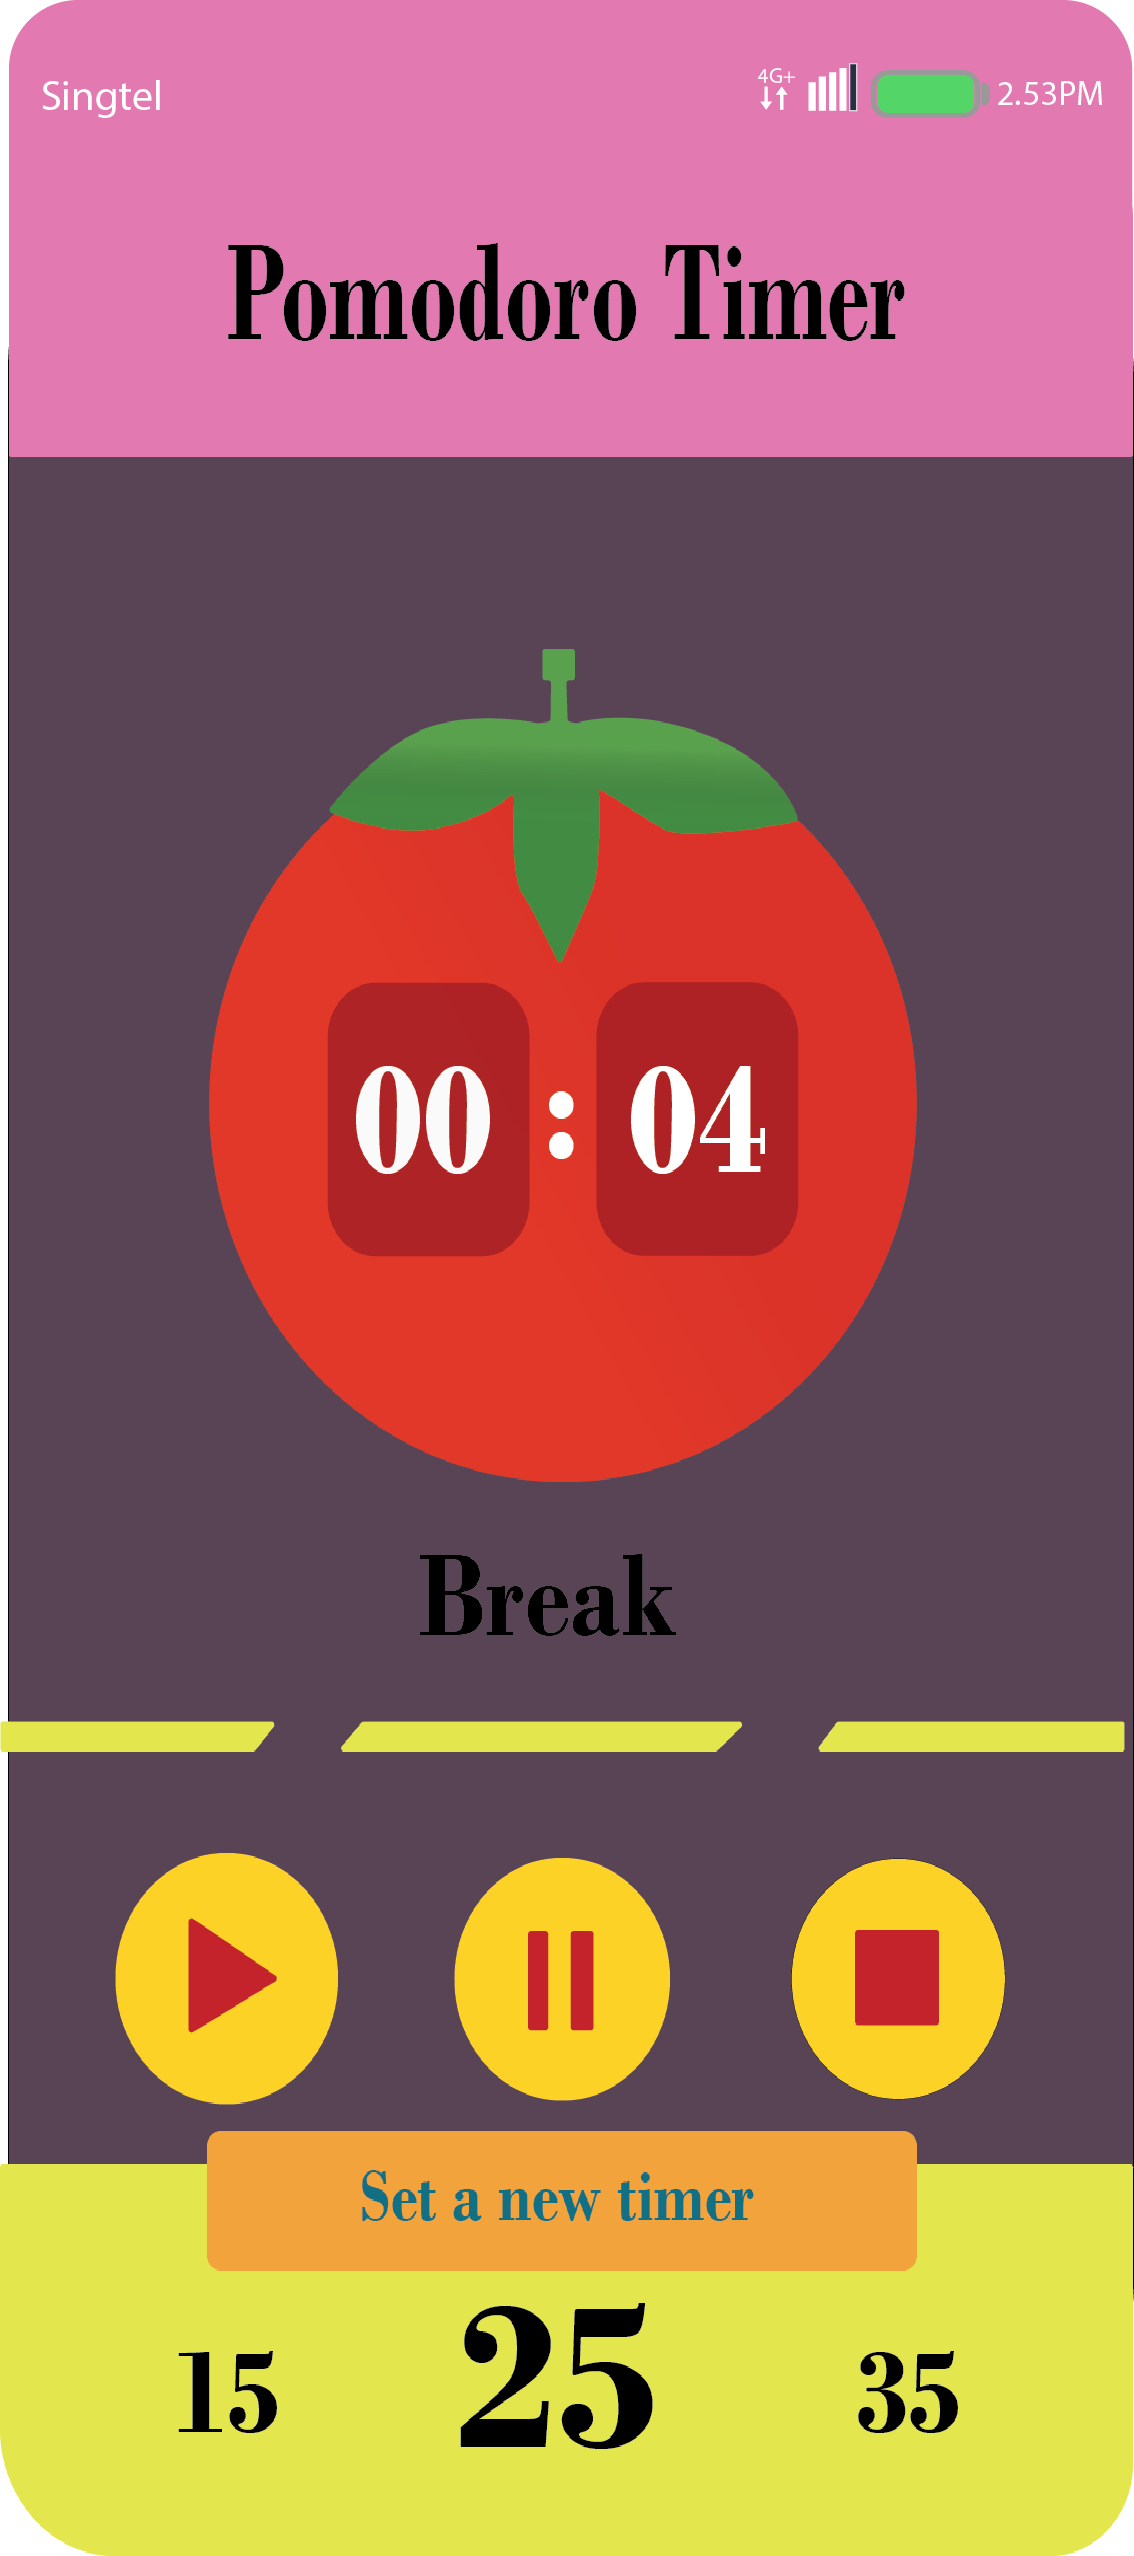 Singtel 4G+ 2.53PM
Pomodoro Timer
00 : 04
Break
Set a new timer
15 25 35